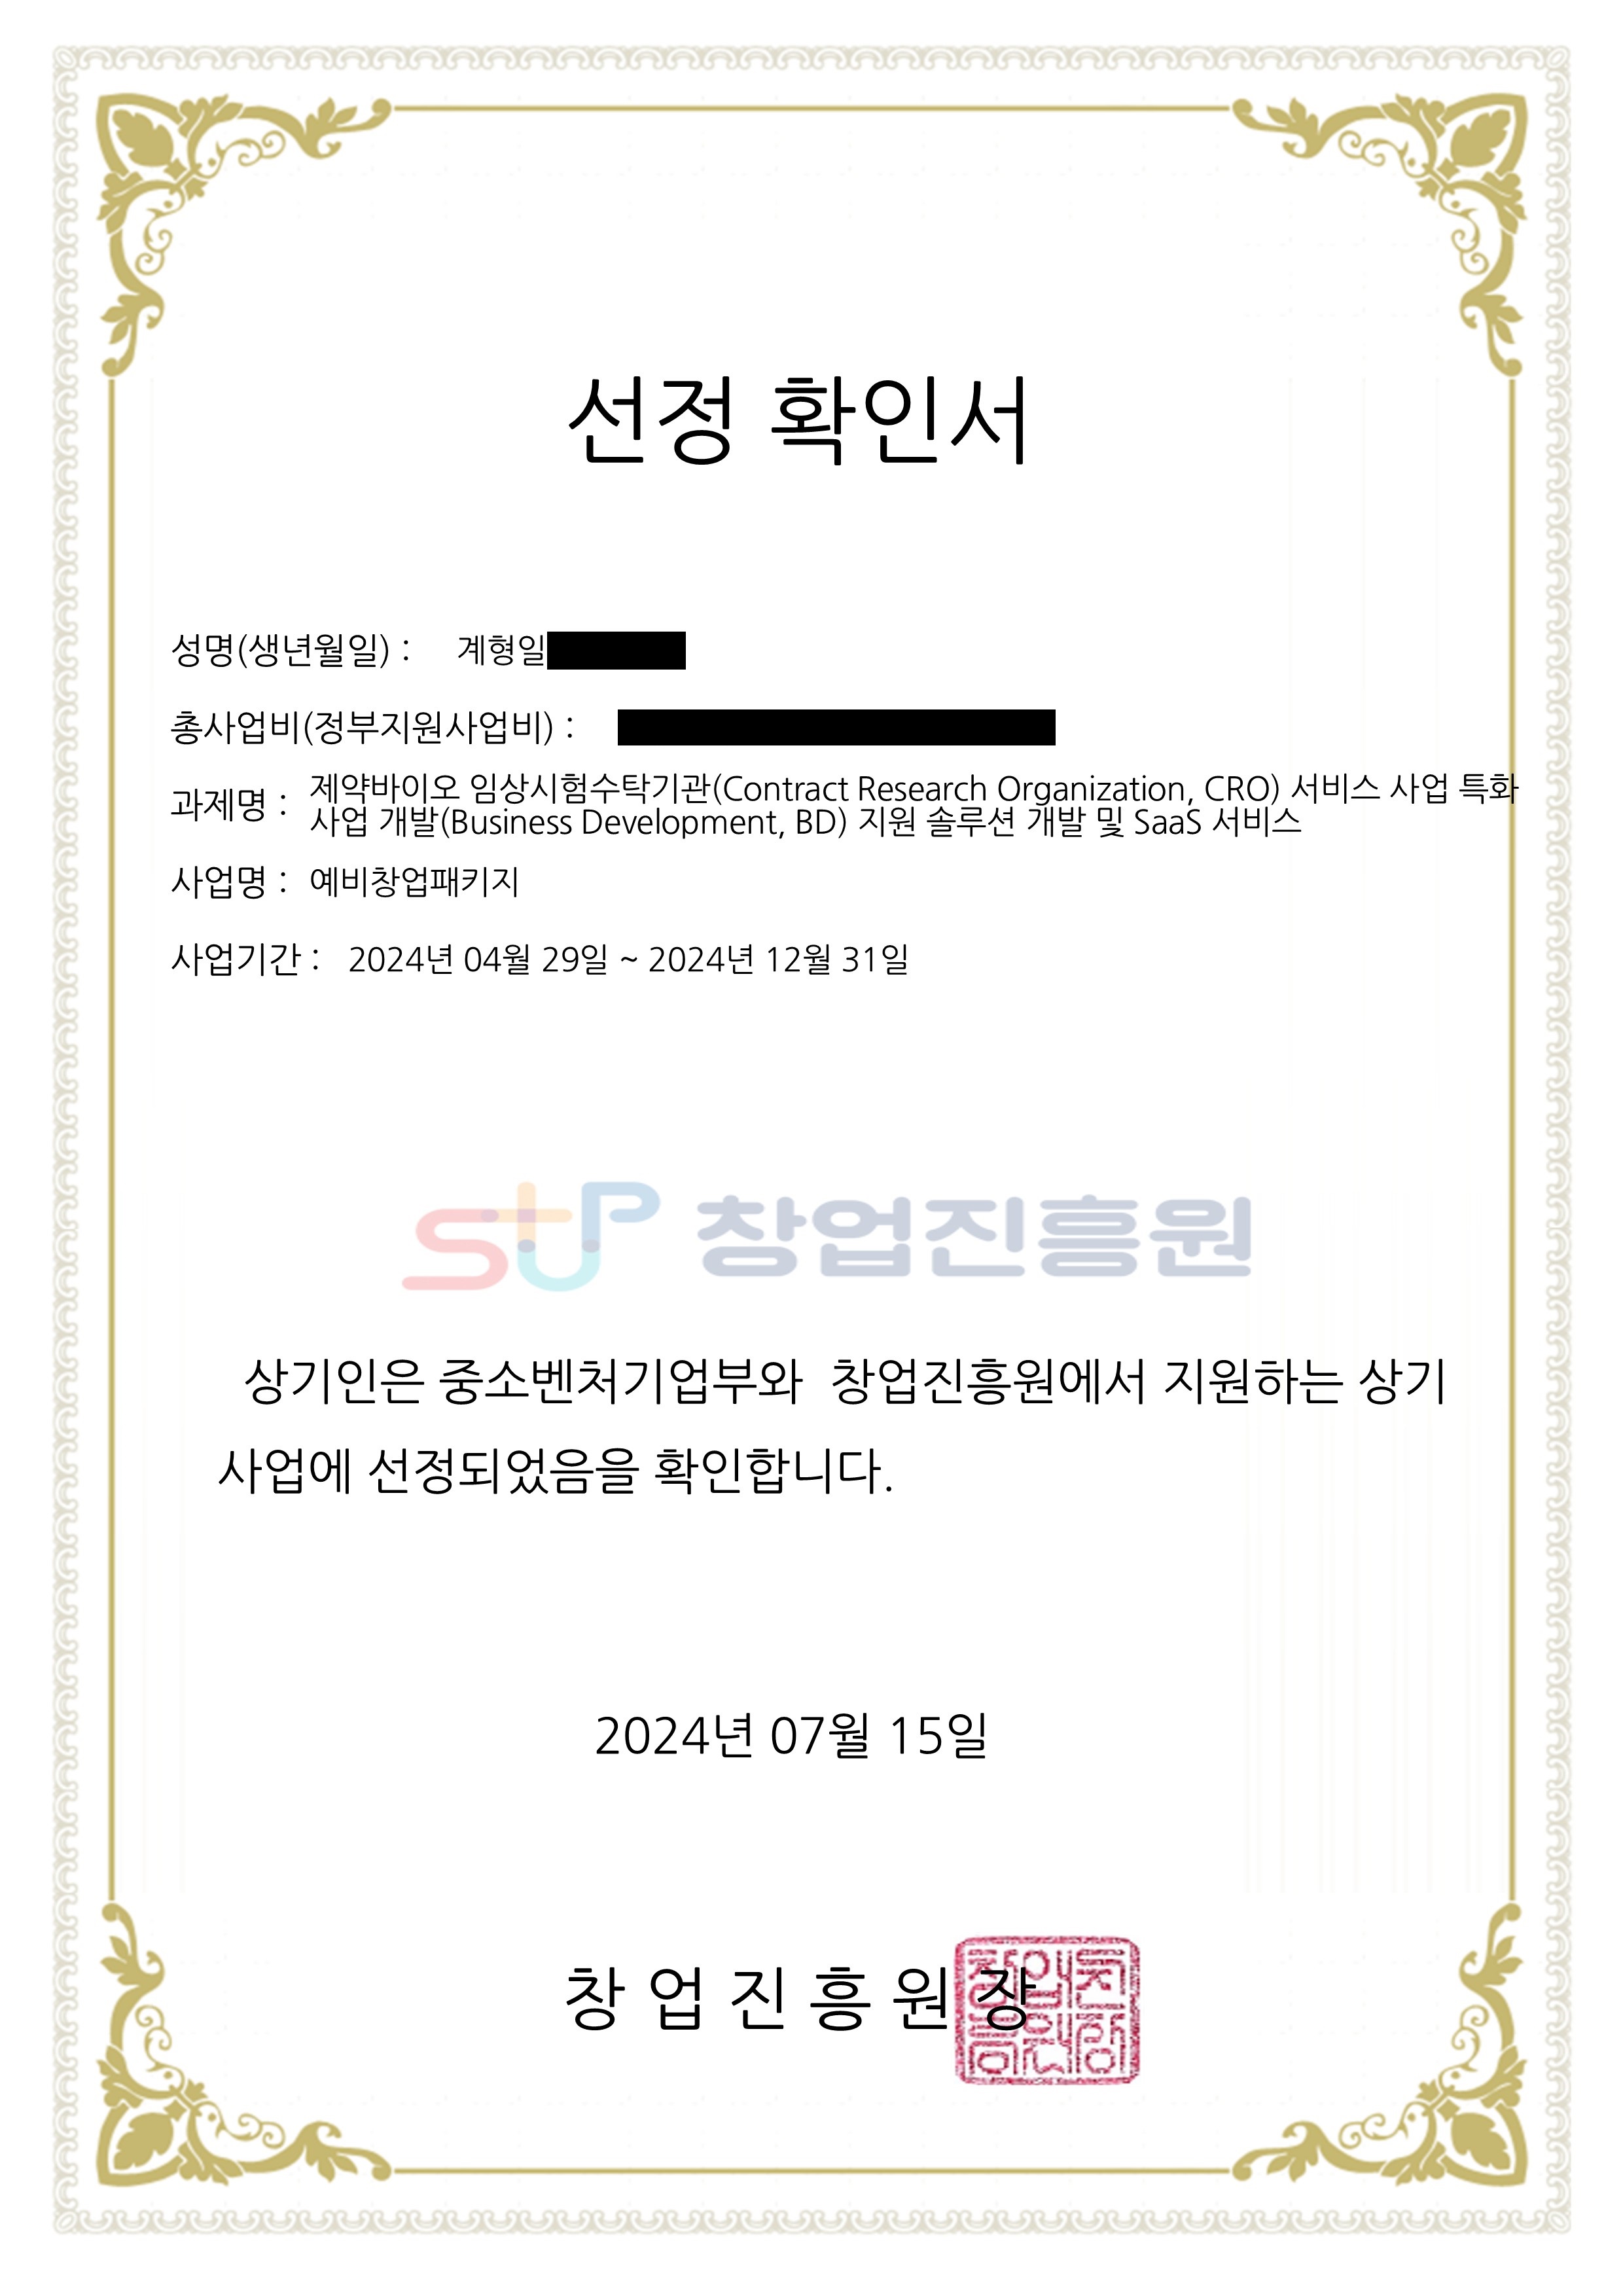 선정 확인서
성명(생년월일) : 계형일
총사업비(정부지원사업비) :
과제명 : 제약바이오 임상시험수탁기관(Contract Research Organization, CRO) 서비스 사업 특화
사업 개발(Business Development, BD) 지원 솔루션 개발 및 SaaS 서비스
사업명 : 예비창업패키지
사업기간 : 2024년 04월 29일 ~ 2024년 12월 31일
stup 창업진흥원
상기인은 중소벤처기업부와 창업진흥원에서 지원하는 상기
사업에 선정되었음을 확인합니다.
2024년 07월 15일
창 업 진 흥 원 장
창업진
흥원장